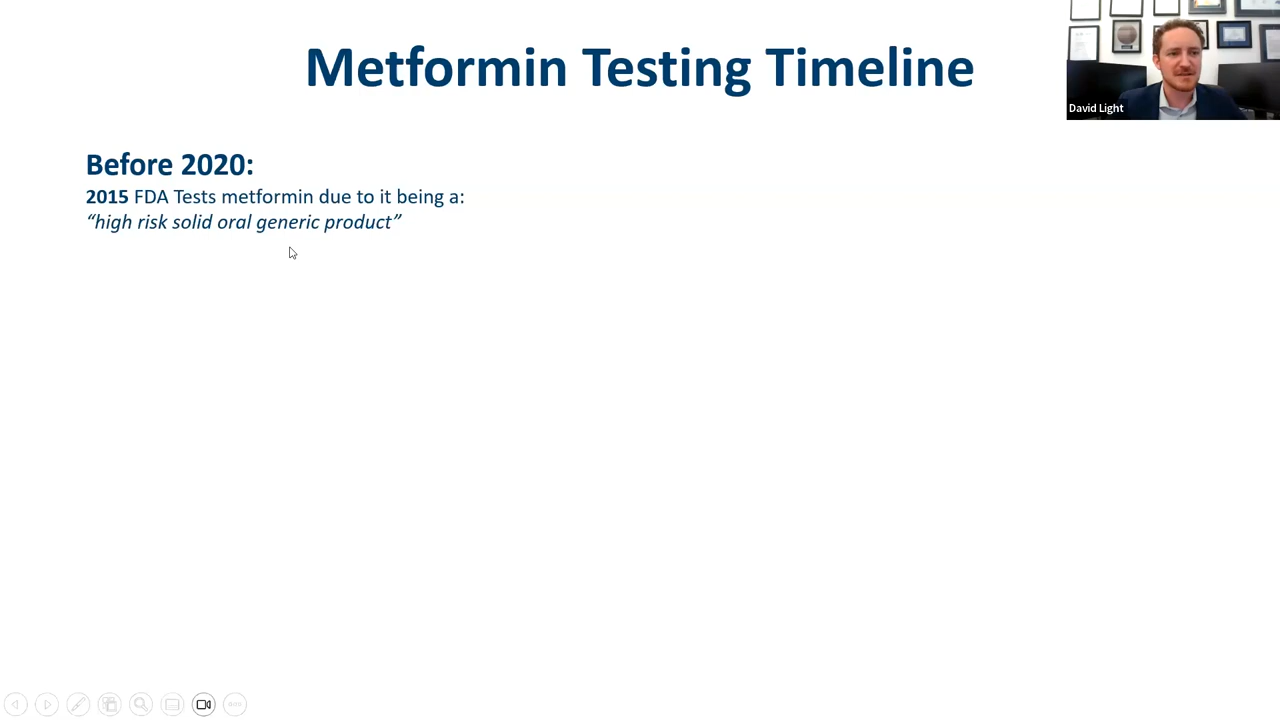 Metformin Testing Timeline
David Light
Before 2020:
2015 FDA Tests metformin due to it being a:
“high risk solid oral generic product”